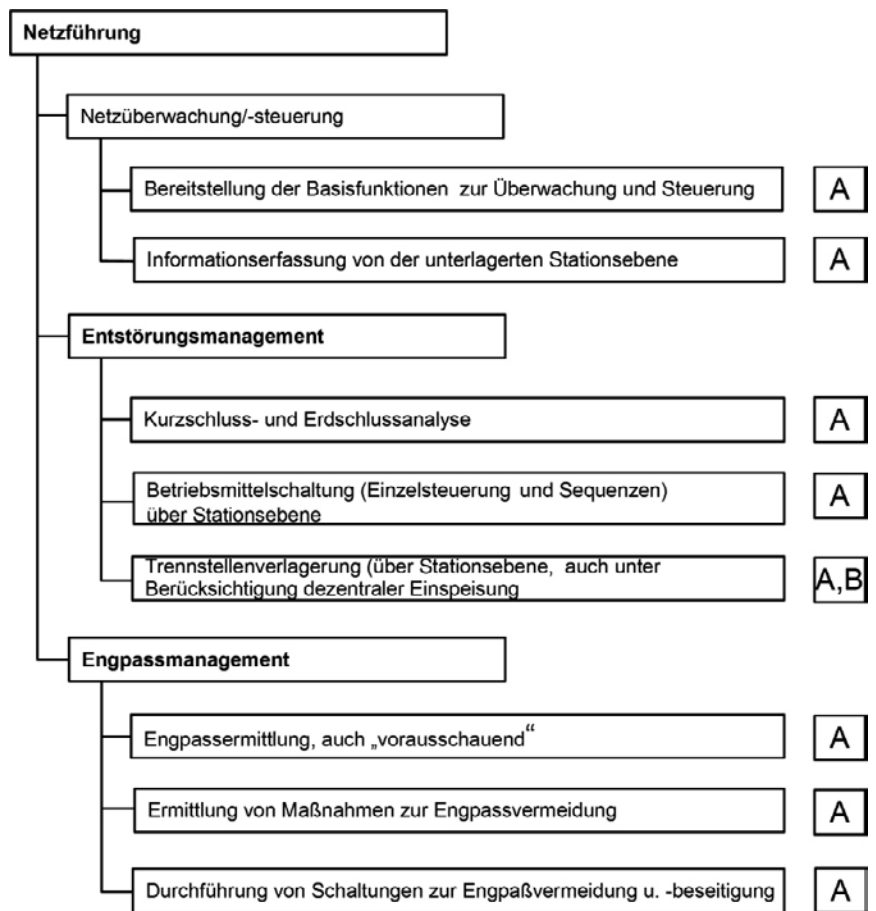 Netzführung
Netzüberwachung/-steuerung
Bereitstellung der Basisfunktionen zur Überwachung und Steuerung
A
Informationserfassung von der unterlagerten Stationsebene
A
Entstörungsmanagement
Kurzschluss- und Erdschlussanalyse
A
Betriebsmittelschaltung (Einzelsteuerung und Sequenzen)
über Stationsebene
A
Trennstellenverlagerung (über Stationsebene, auch unter
Berücksichtigung dezentraler Einspeisung
A,B
Engpassmanagement
Engpassermittlung, auch „vorausschauend“
A
Ermittlung von Maßnahmen zur Engpassvermeidung
A
Durchführung von Schaltungen zur Engpaßvermeidung u. -beseitigung
A